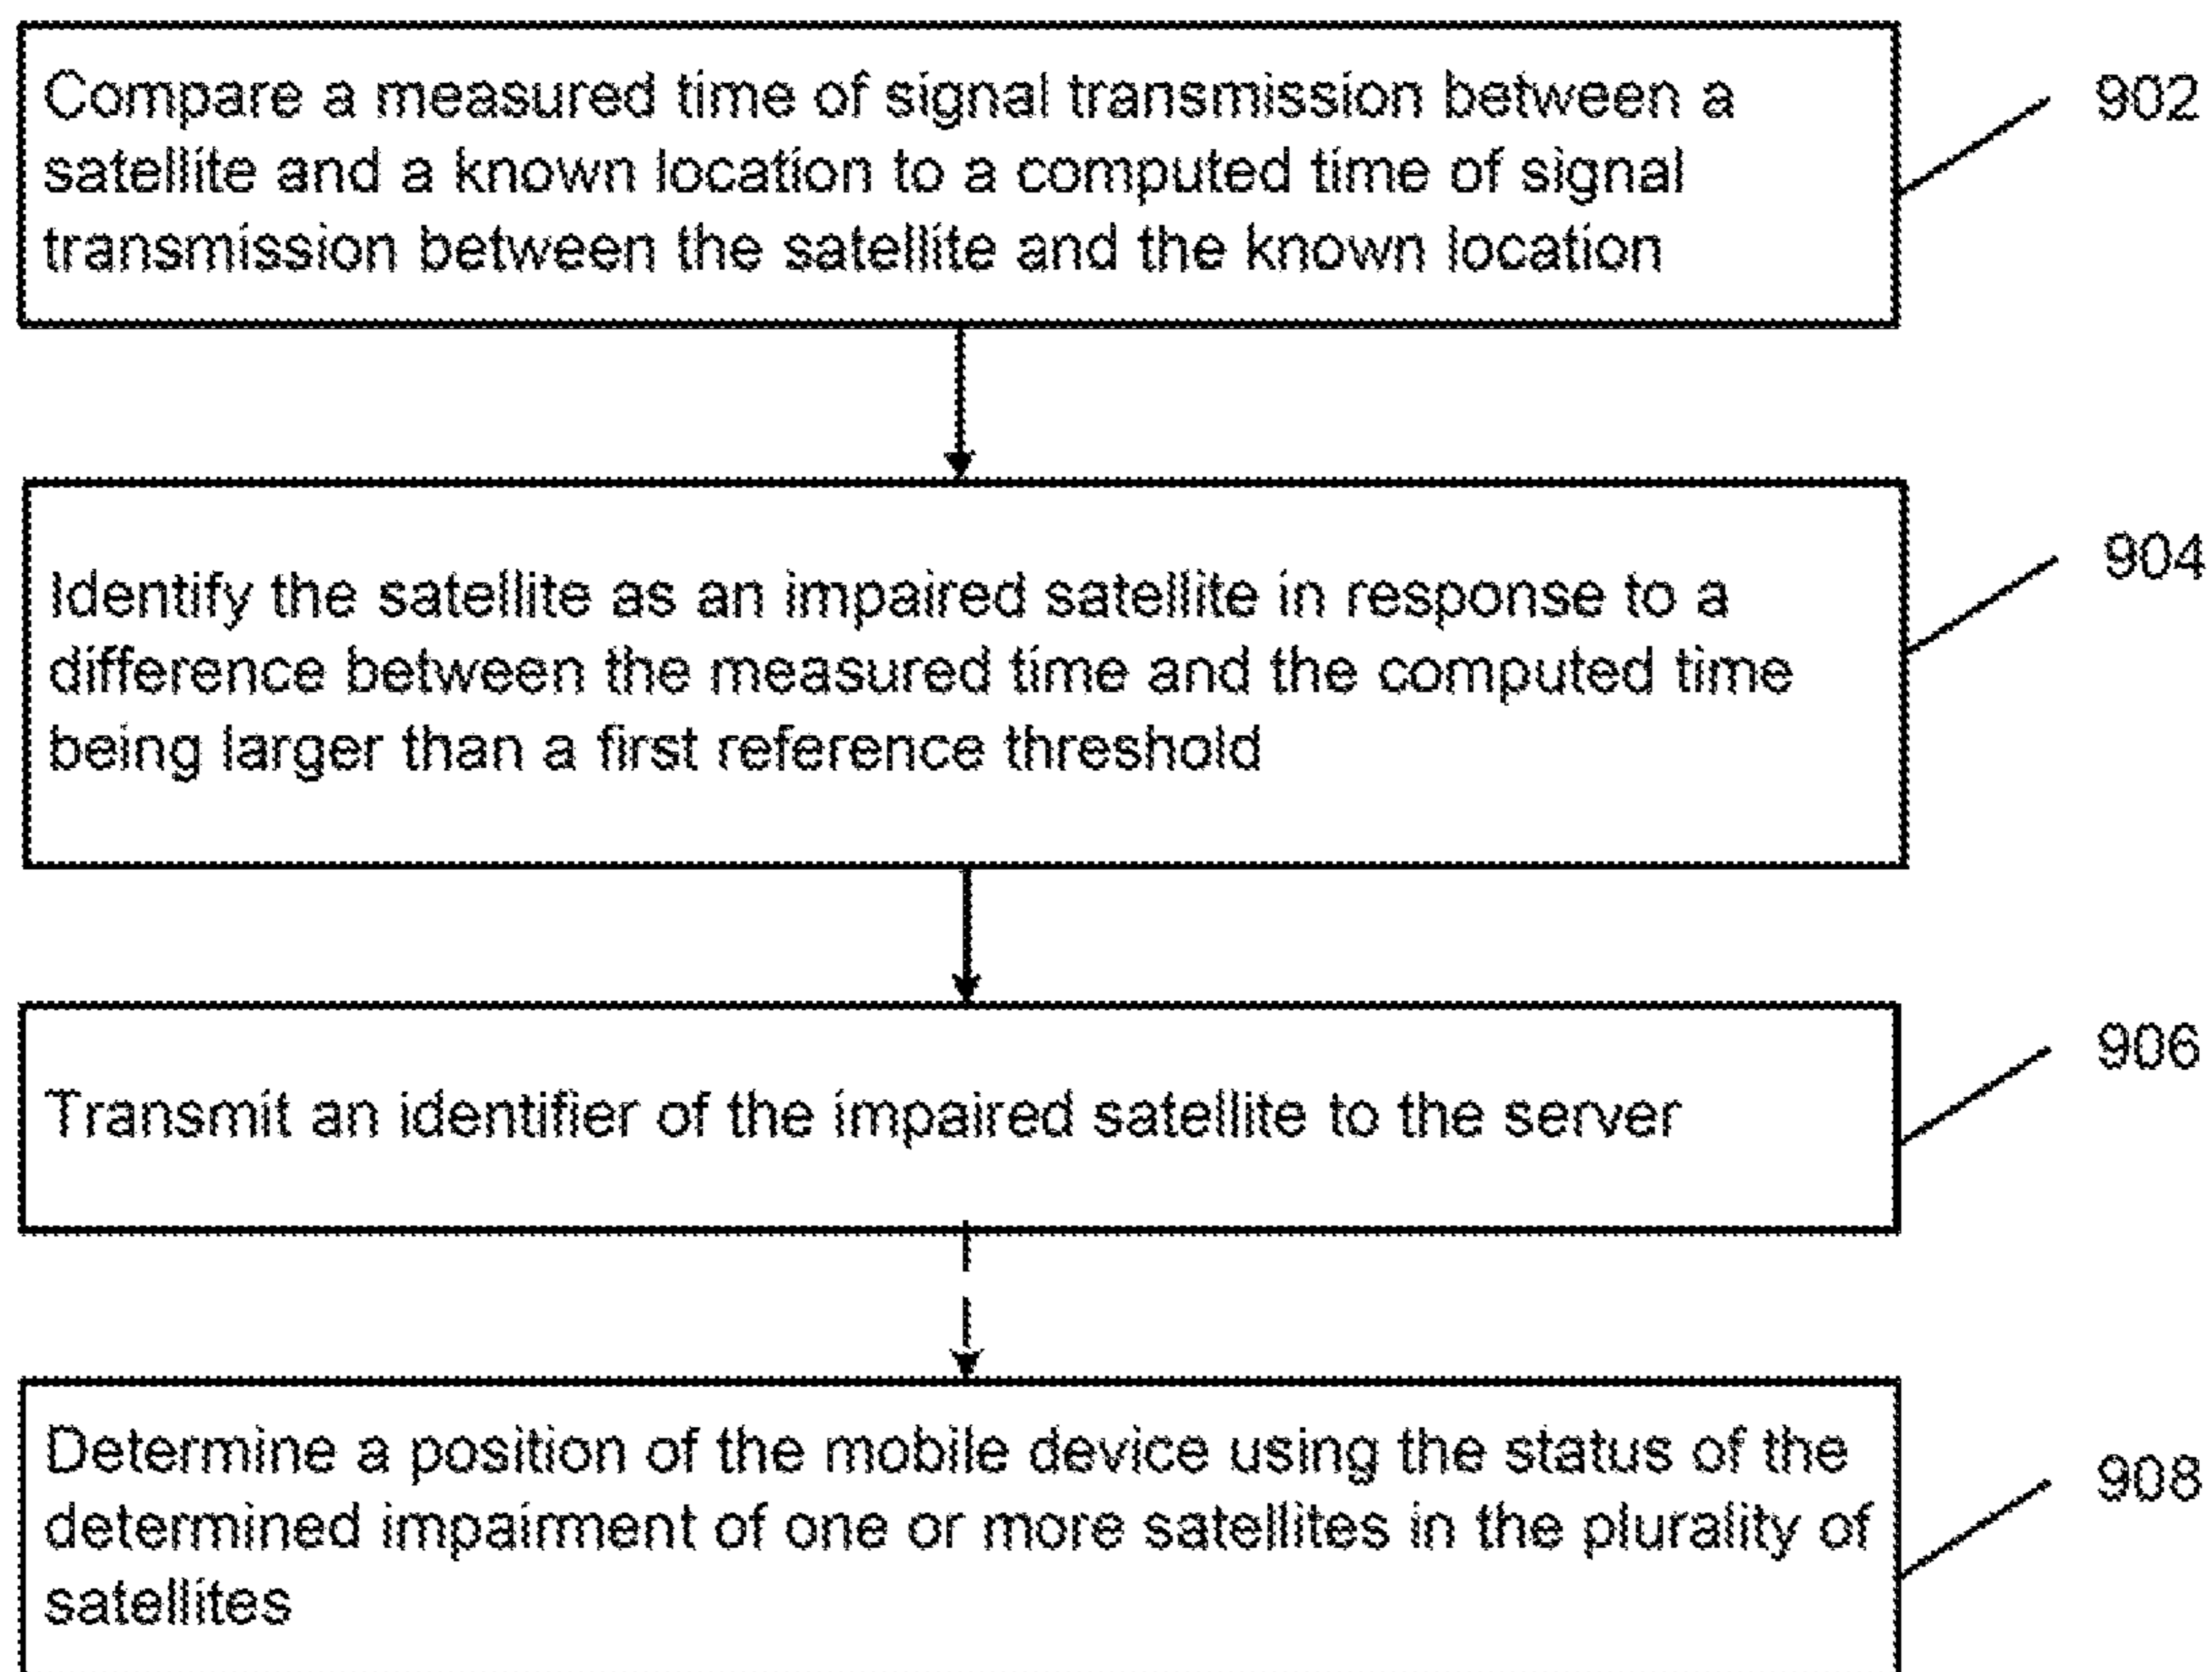 Compare a measured time of signal transmission between a
satellite and a known location to a computed time of signal
transmission between the satellite and the known location
902
Identify the satellite as an impaired satellite in response to a
difference between the measured time and the computed time
being larger than a first reference threshold
904
Transmit an identifier of the impaired satellite to the server
906
Determine a position of the mobile device using the status of the
determined impairment of one or more satellites in the plurality of
satellites
908